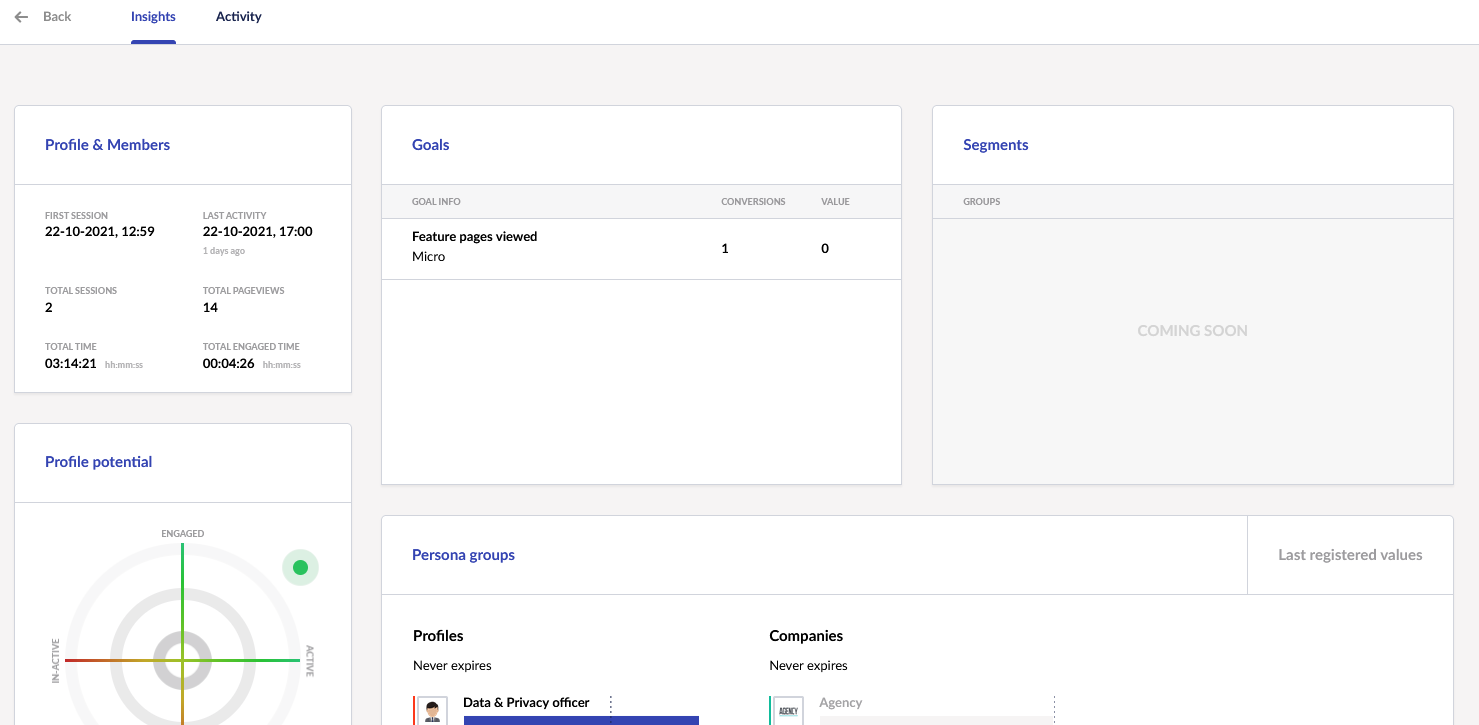 Back Insights Activity
Profile & Members
FIRST SESSION LAST ACTIVITY
22-10-2021, 12:59 22-10-2021, 17:00
1 days ago
TOTAL SESSIONS TOTAL PAGEVIEWS
2 14
TOTAL TIME TOTAL ENGAGED TIME
03:14:21 hh:mm:ss 00:04:26 hh:mm:ss
Goals
GOAL INFO CONVERSIONS VALUE
Feature pages viewed 1 0
Micro
Segments
GROUPS
COMING SOON
Profile potential
ENGAGED
IN-ACTIVE
ACTIVE
Persona groups Last registered values
Profiles Companies
Never expires Never expires
Data & Privacy officer AGENCY Agency